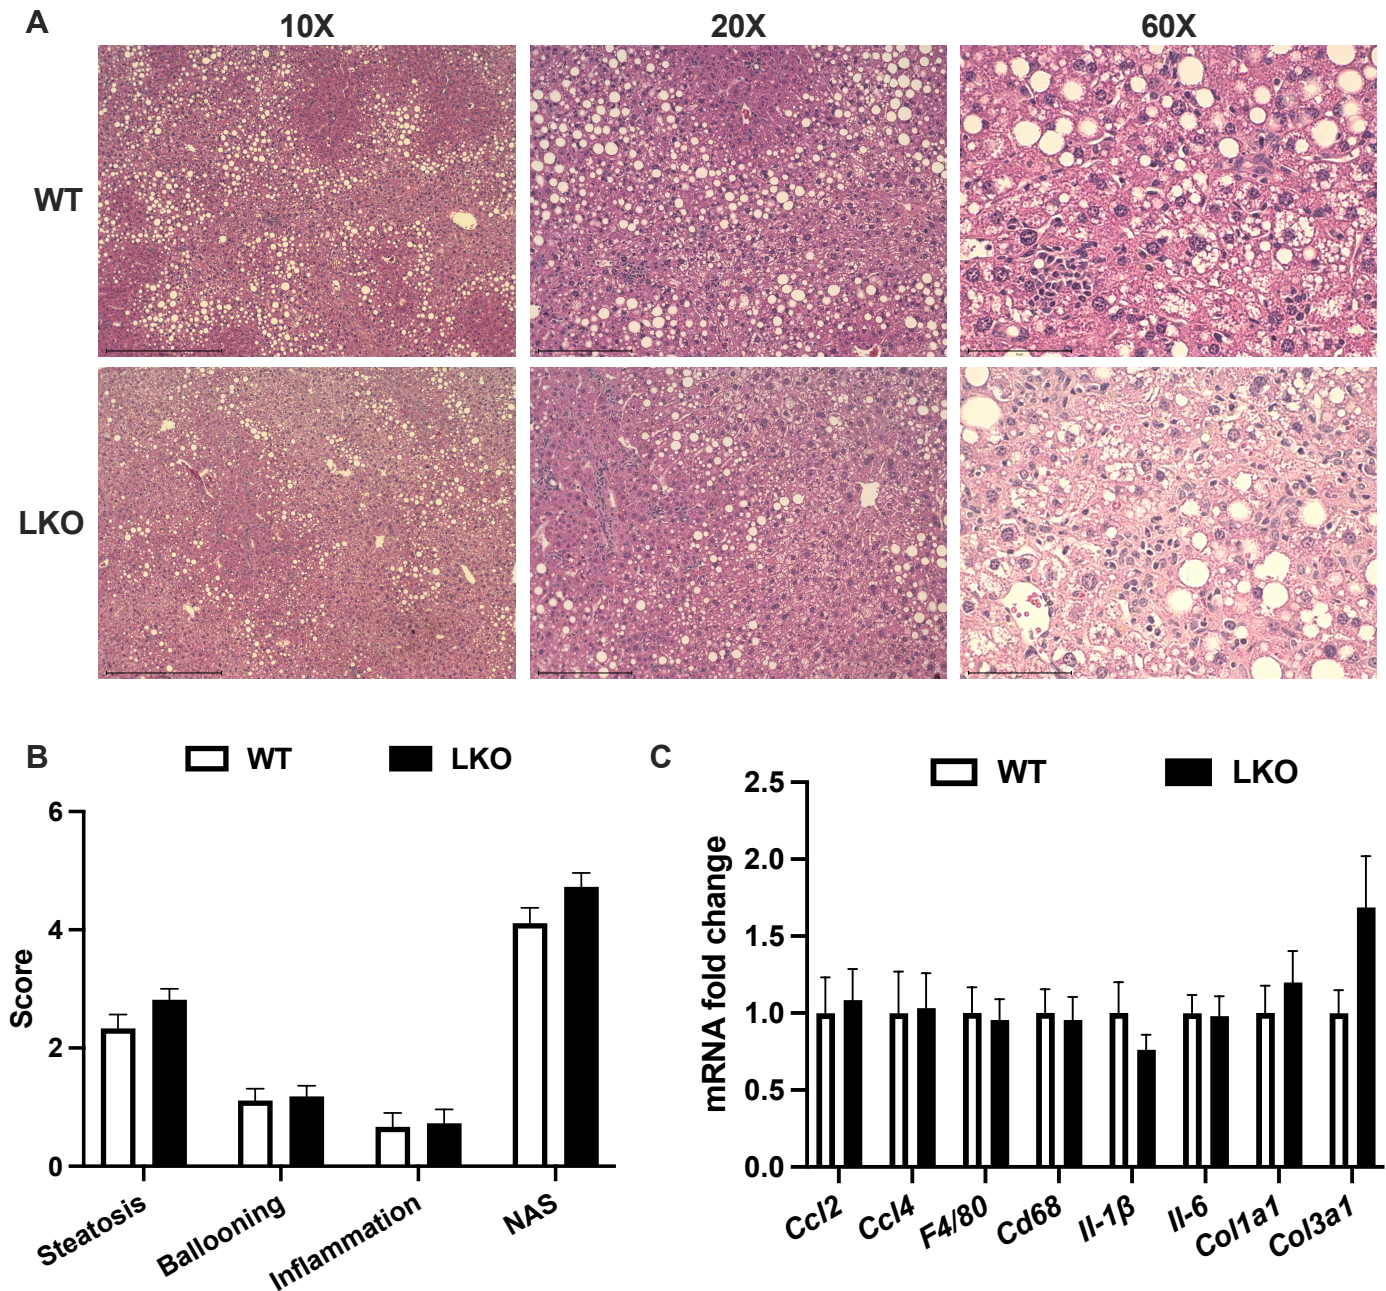 A
10X
20X
60X
WT
LKO
B
WT
LKO
Score
6
4
2
0
Steatosis
Ballooning
Inflammation
NAS
C
WT
LKO
mRNA fold change
2.5
2.0
1.5
1.0
0.5
0.0
Ccl2
Ccl4
F4/80
Cd68
Il-1β
Il-6
Col1a1
Col3a1